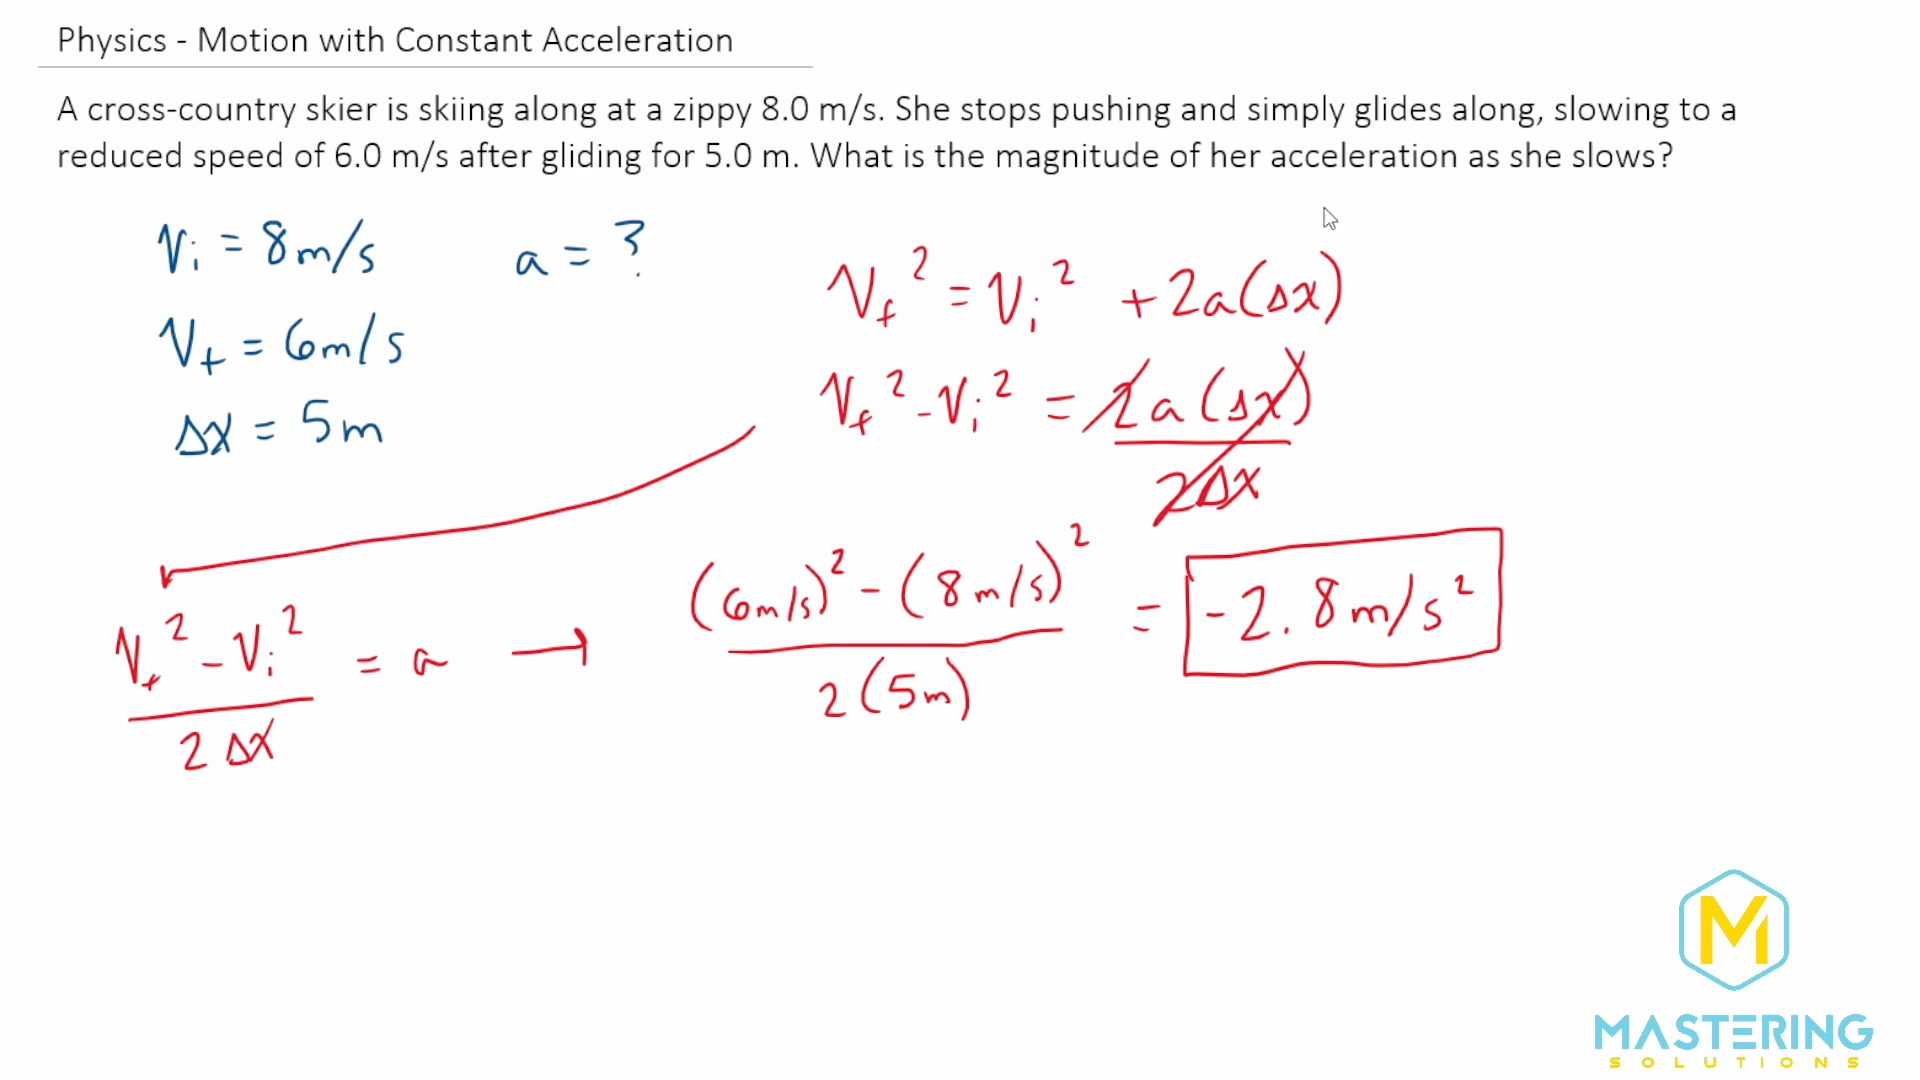 Physics - Motion with Constant Acceleration
A cross-country skier is skiing along at a zippy 8.0 m/s. She stops pushing and simply glides along, slowing to a
reduced speed of 6.0 m/s after gliding for 5.0 m. What is the magnitude of her acceleration as she slows?
Vi = 8m/s
a = ?
Vf = 6m/s
Δx = 5m
Vf² = Vi² + 2a(Δx)
Vf² - Vi² = 2a(Δx)
2Δx
(6m/s)² - (8m/s)²
2(5m)
= -2.8m/s²
Vf² - Vi²
2Δx
= a →
MASTERING
SOLUTIONS